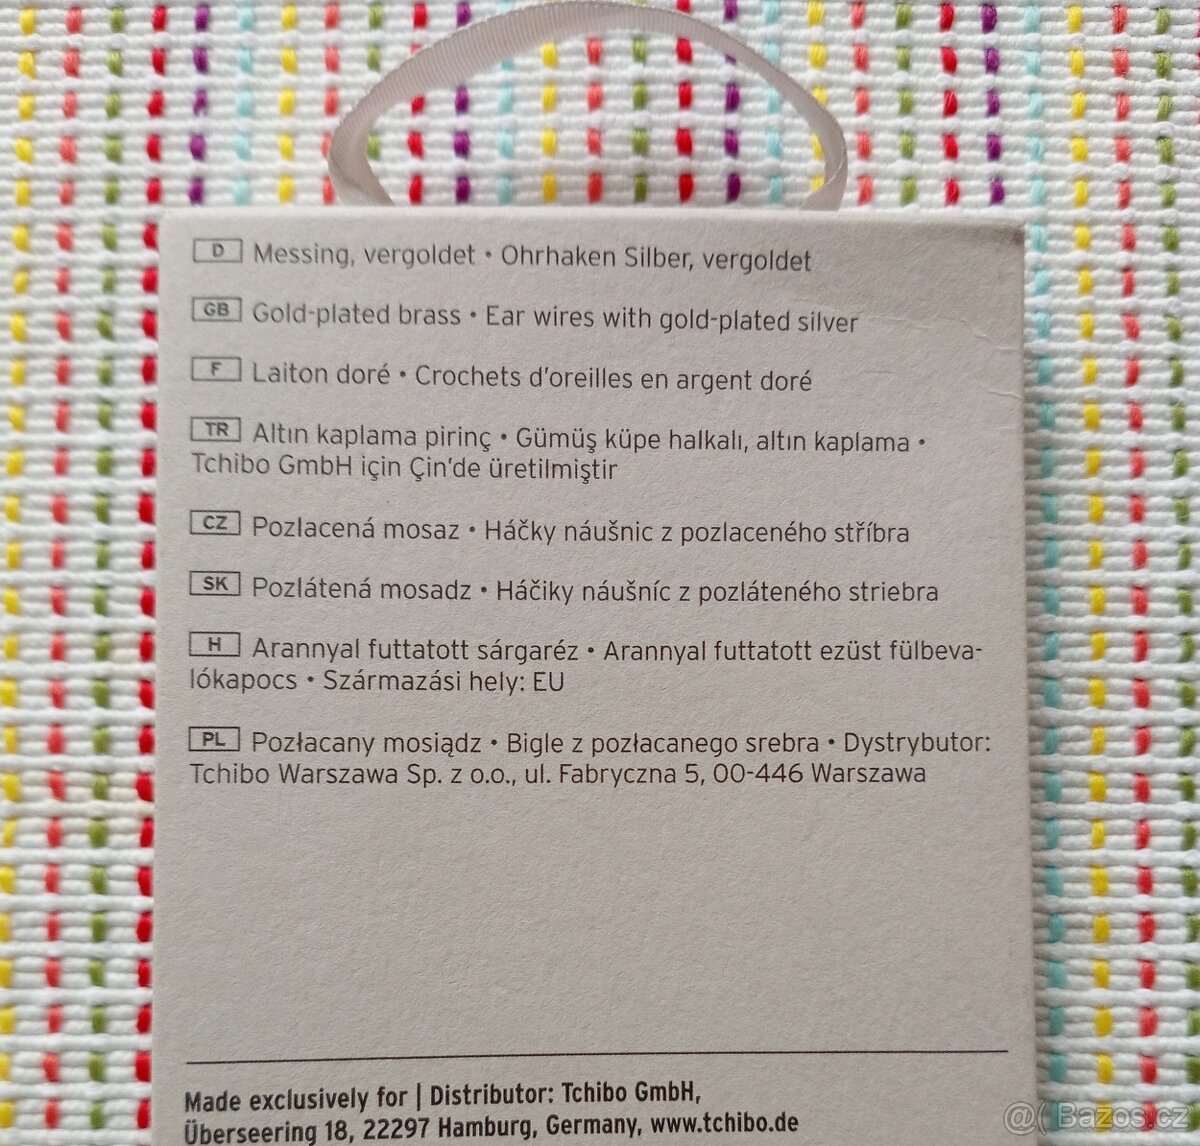 D Messing, vergoldet • Ohrhaken Silber, vergoldet
GB Gold-plated brass • Ear wires with gold-plated silver
F Laiton doré • Crochets d'oreilles en argent doré
TR Altın kaplama pirinç • Gümüş küpe halkalı, altın kaplama •
Tchibo GmbH için Çin'de üretilmiştir
CZ Pozlacená mosaz • Háčky náušnic z pozlaceného stříbra
SK Pozlátená mosadz • Háčiky náušníc z pozláteného striebra
H Arannyal futtatott sárgaréz • Arannyal futtatott ezüst fülbeva-
lókapocs • Származási hely: EU
PL Pozłacany mosiądz • Bigle z pozłacanego srebra • Dystrybutor:
Tchibo Warszawa Sp. z o.o., ul. Fabryczna 5, 00-446 Warszawa
Made exclusively for | Distributor: Tchibo GmbH,
Überseering 18, 22297 Hamburg, Germany, www.tchibo.de
@( Bazos.cz